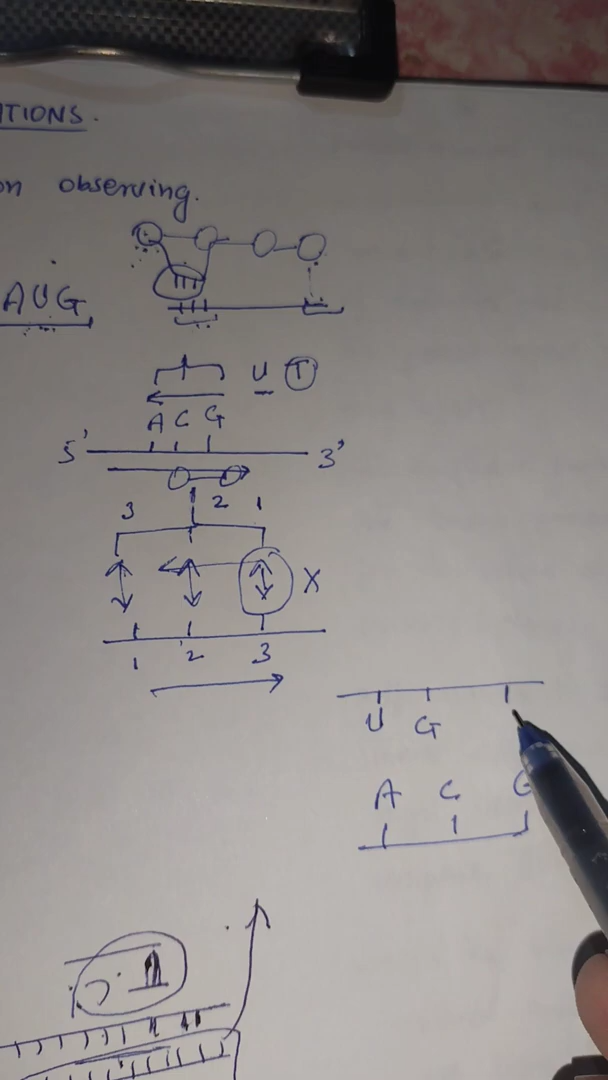 TIONS.
on observing.
AUG
U T
A C G
5' 3'
3 2 1
X
1 2 3
U G
A C G